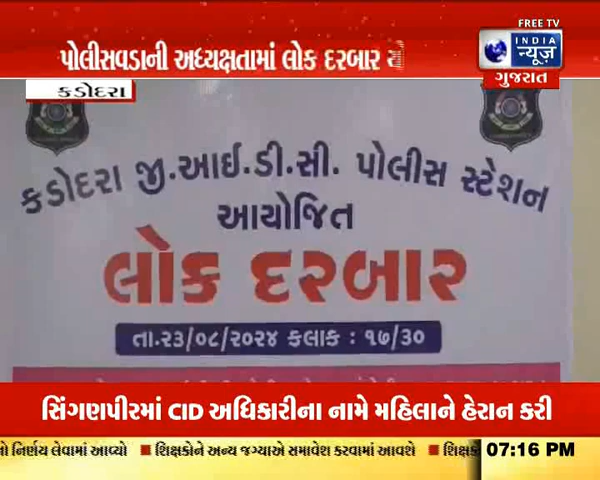 FREE TV
પોલીસવડાની અધ્યક્ષતામાં લોક દરબાર
INDIA
न्यूज़
ગુજરાત
કડોદરા
કડોદરા જી.આઈ.ડી.સી. પોલીસ સ્ટેશન
આયોજિત
લોક દરબાર
તા.૨૩/૦૮/૨૦૨૪ કલાક : ૧૭/૩૦
સિંગણપીરમાં CID અધિકારીના નામે મહિલાને હેરાન કરી
નિર્ણય લેવામાં આવ્યો ■ શિક્ષકોને અન્ય જગ્યાએ સમાવેશ કરવામાં આવશે ■
07:16 PM